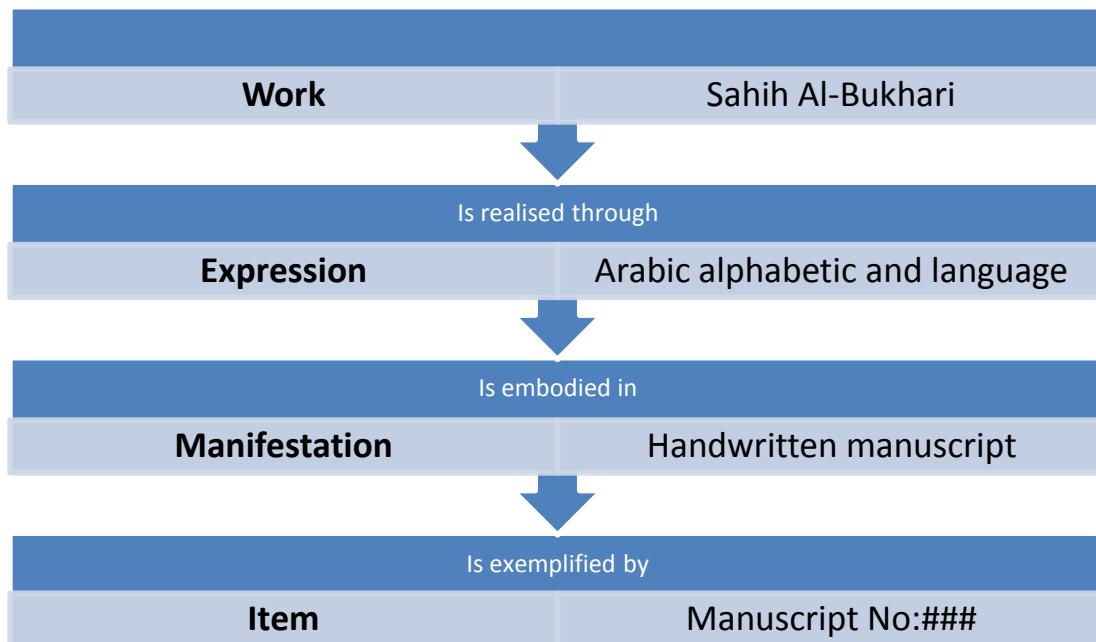 Work Sahih Al-Bukhari
Is realised through
Expression Arabic alphabetic and language
Is embodied in
Manifestation Handwritten manuscript
Is exemplified by
Item Manuscript No:###